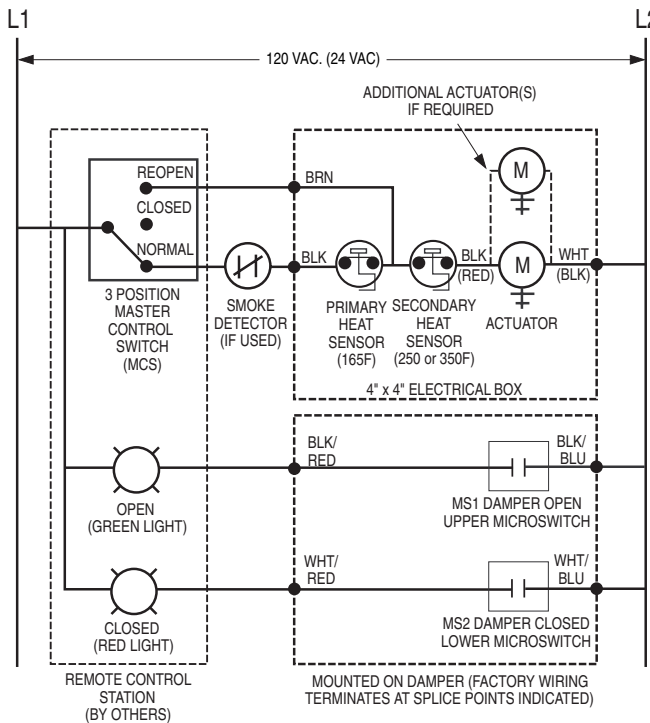 L1
L2
120 VAC. (24 VAC)
ADDITIONAL ACTUATOR(S)
IF REQUIRED
REOPEN
CLOSED
NORMAL
BRN
M
BLK
BLK
(RED)
M
WHT
(BLK)
3 POSITION
MASTER
CONTROL
SWITCH
(MCS)
SMOKE
DETECTOR
(IF USED)
PRIMARY
HEAT
SENSOR
(165F)
SECONDARY
HEAT
SENSOR
(250 or 350F)
ACTUATOR
4" x 4" ELECTRICAL BOX
BLK/
RED
BLK/
BLU
OPEN
(GREEN LIGHT)
MS1 DAMPER OPEN
UPPER MICROSWITCH
WHT/
RED
WHT/
BLU
CLOSED
(RED LIGHT)
MS2 DAMPER CLOSED
LOWER MICROSWITCH
REMOTE CONTROL
STATION
(BY OTHERS)
MOUNTED ON DAMPER (FACTORY WIRING
TERMINATES AT SPLICE POINTS INDICATED)